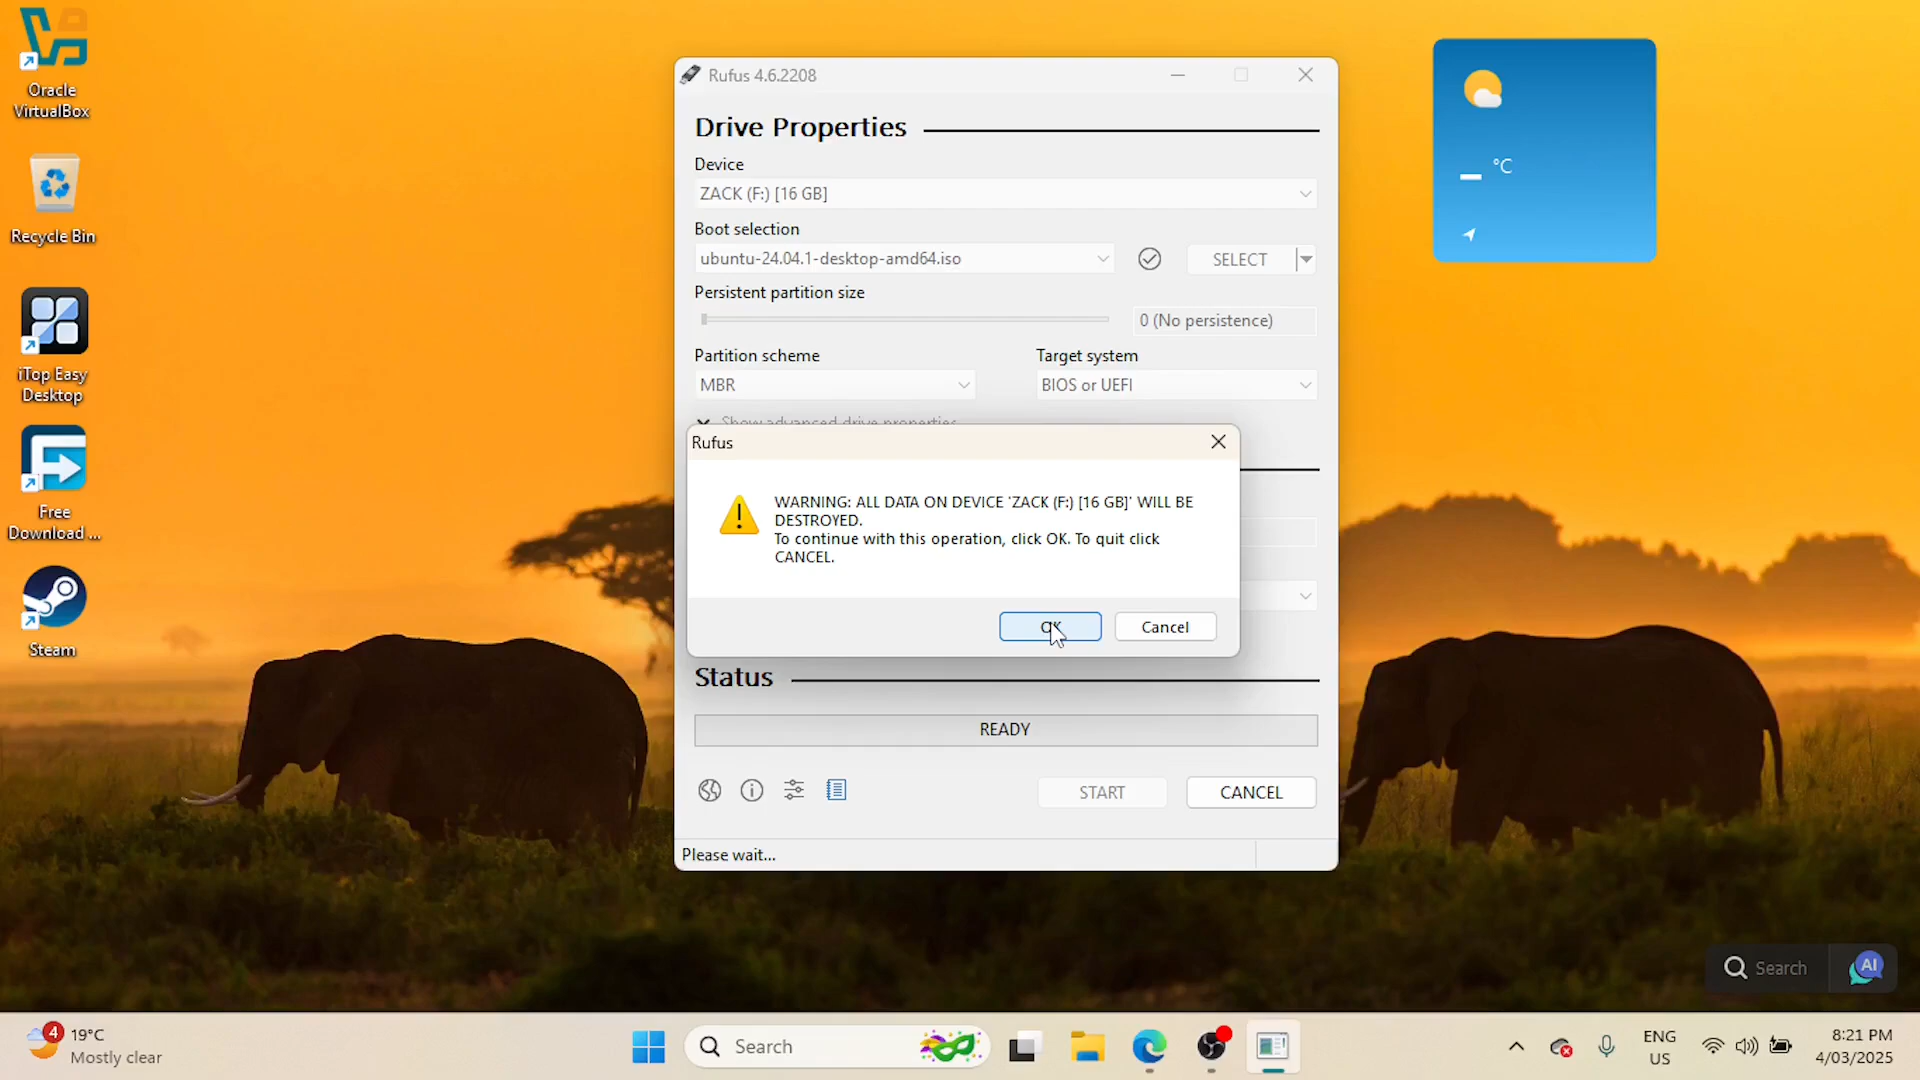 Oracle
VirtualBox
Recycle Bin
iTop Easy
Desktop
Free
Download ...
Steam
Rufus 4.6.2208
Drive Properties
Device
ZACK (F:) [16 GB]
Boot selection
ubuntu-24.04.1-desktop-amd64.iso
SELECT
Persistent partition size
0 (No persistence)
Partition scheme
Target system
MBR
BIOS or UEFI
Show advanced drive properties
Rufus
WARNING: ALL DATA ON DEVICE 'ZACK (F:) [16 GB]' WILL BE
DESTROYED.
To continue with this operation, click OK. To quit click
CANCEL.
OK
Cancel
Status
READY
START
CANCEL
Please wait...
°C
Search
AI
4
19°C
Mostly clear
Search
ENG
US
8:21 PM
4/03/2025